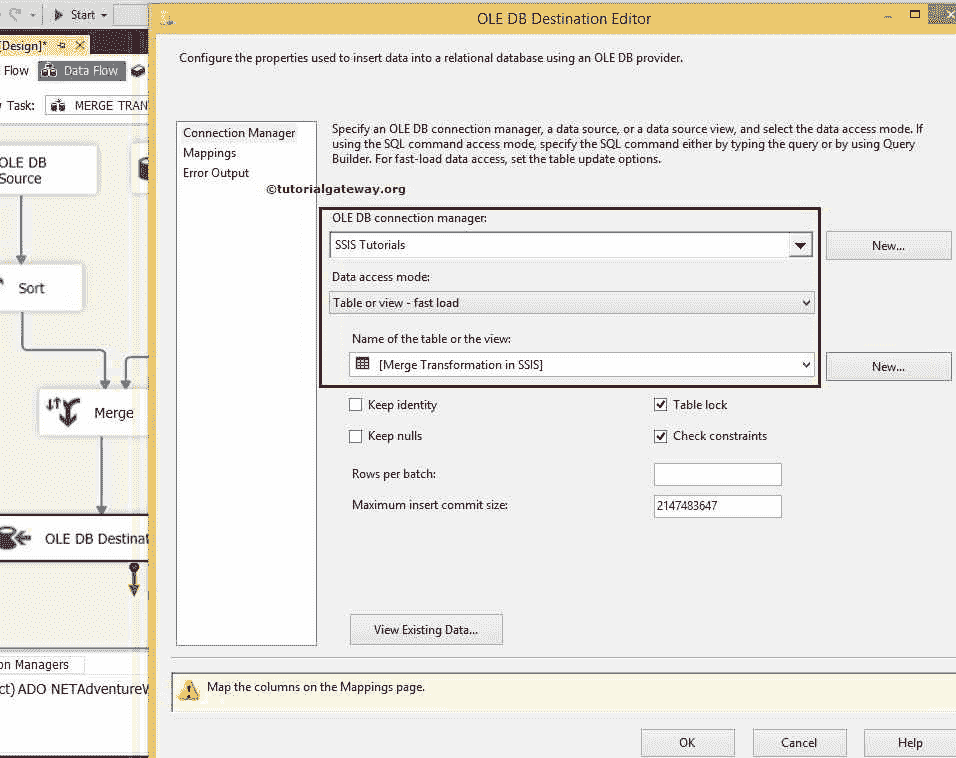 Start
OLE DB Destination Editor
[Design]*
Flow
Data Flow
Task:
MERGE TRAN
OLE DB
Source
Sort
Merge
OLE DB Destinat
on Managers
ct) ADO NETAdventureW
Configure the properties used to insert data into a relational database using an OLE DB provider.
Connection Manager
Mappings
Error Output
©tutorialgateway.org
Specify an OLE DB connection manager, a data source, or a data source view, and select the data access mode. If
using the SQL command access mode, specify the SQL command either by typing the query or by using Query
Builder. For fast-load data access, set the table update options.
OLE DB connection manager:
SSIS Tutorials
New...
Data access mode:
Table or view - fast load
Name of the table or the view:
[Merge Transformation in SSIS]
New...
Keep identity
Table lock
Keep nulls
Check constraints
Rows per batch:
Maximum insert commit size:
2147483647
View Existing Data...
Map the columns on the Mappings page.
OK
Cancel
Help